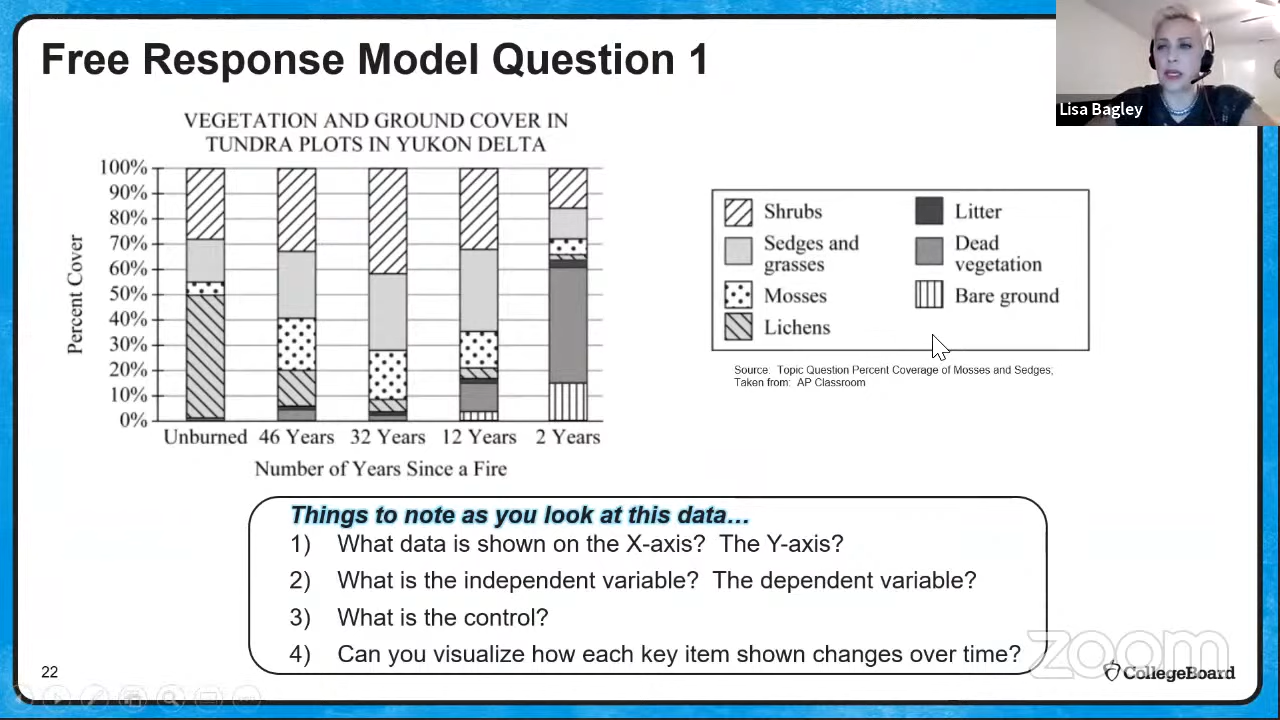 Free Response Model Question 1
Lisa Bagley
VEGETATION AND GROUND COVER IN
TUNDRA PLOTS IN YUKON DELTA
Percent Cover
100%
90%
80%
70%
60%
50%
40%
30%
20%
10%
0%
Unburned 46 Years 32 Years 12 Years 2 Years
Number of Years Since a Fire
Shrubs
Sedges and
grasses
Mosses
Lichens
Litter
Dead
vegetation
Bare ground
Source: Topic Question Percent Coverage of Mosses and Sedges;
Taken from: AP Classroom
Things to note as you look at this data…
1) What data is shown on the X-axis? The Y-axis?
2) What is the independent variable? The dependent variable?
3) What is the control?
4) Can you visualize how each key item shown changes over time?
zoom
22
CollegeBoard